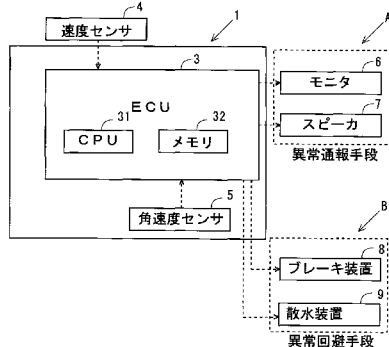 4
速度センサ
1
3
ECU
31
CPU
32
メモリ
5
角速度センサ
A
6
モニタ
7
スピーカ
異常通報手段
B
8
ブレーキ装置
9
散水装置
異常回避手段